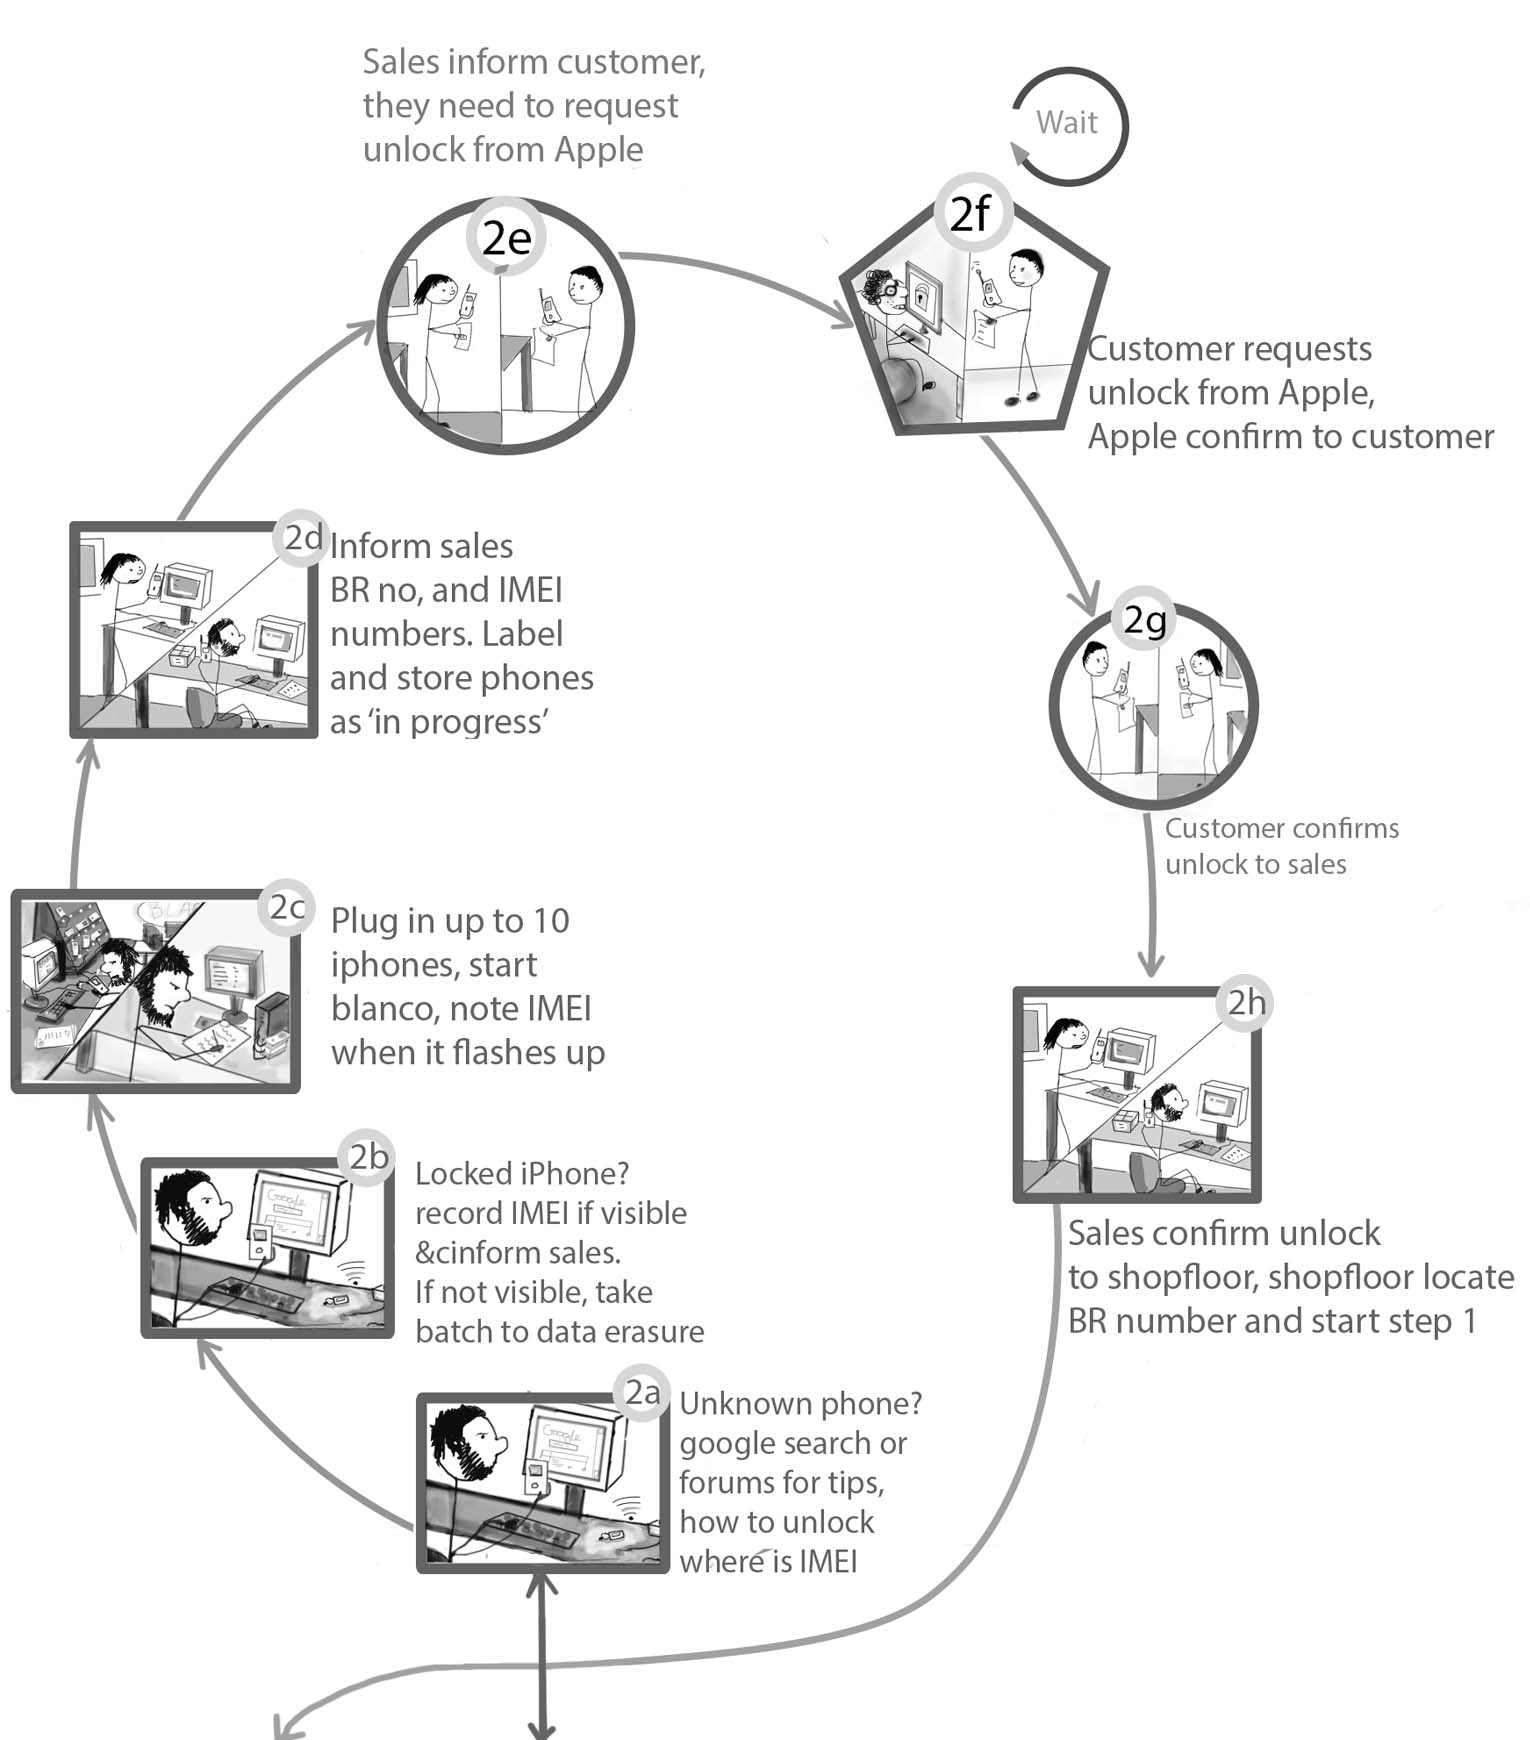 Sales inform customer,
they need to request
unlock from Apple
Wait
2e
2f
Customer requests
unlock from Apple,
Apple confirm to customer
2d
Inform sales
BR no, and IMEI
numbers. Label
and store phones
as ‘in progress’
2g
Customer confirms
unlock to sales
2c
BLAC
Plug in up to 10
iphones, start
blanco, note IMEI
when it flashes up
2h
Sales confirm unlock
to shopfloor, shopfloor locate
BR number and start step 1
2b
Google
Locked iPhone?
record IMEI if visible
&cinform sales.
If not visible, take
batch to data erasure
2a
Google
Unknown phone?
google search or
forums for tips,
how to unlock
where is IMEI